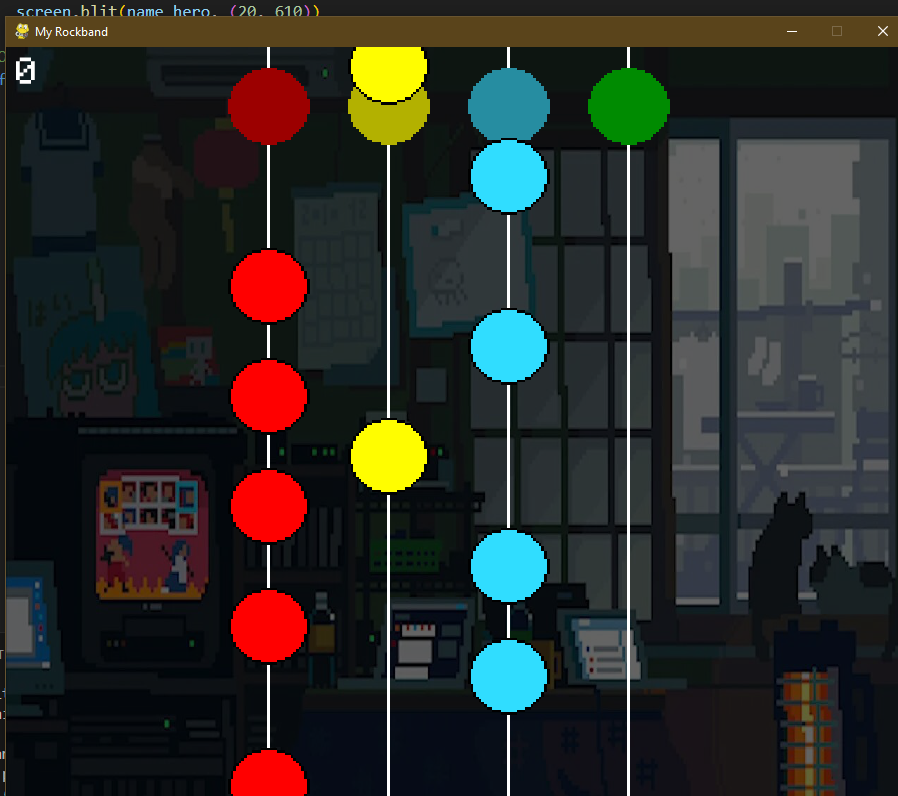 screen.blit(name_hero, (20, 610))
My Rockband
0